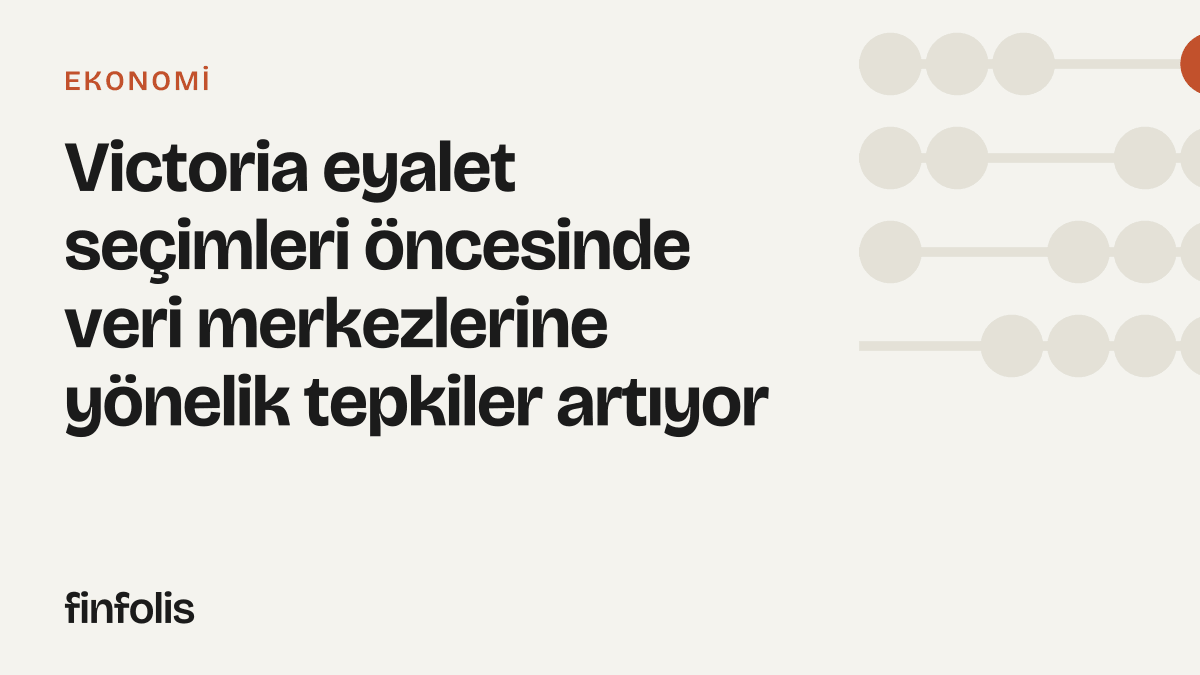 EKONOMİ
Victoria eyalet
seçimleri öncesinde
veri merkezlerine
yönelik tepkiler artıyor
finfolis